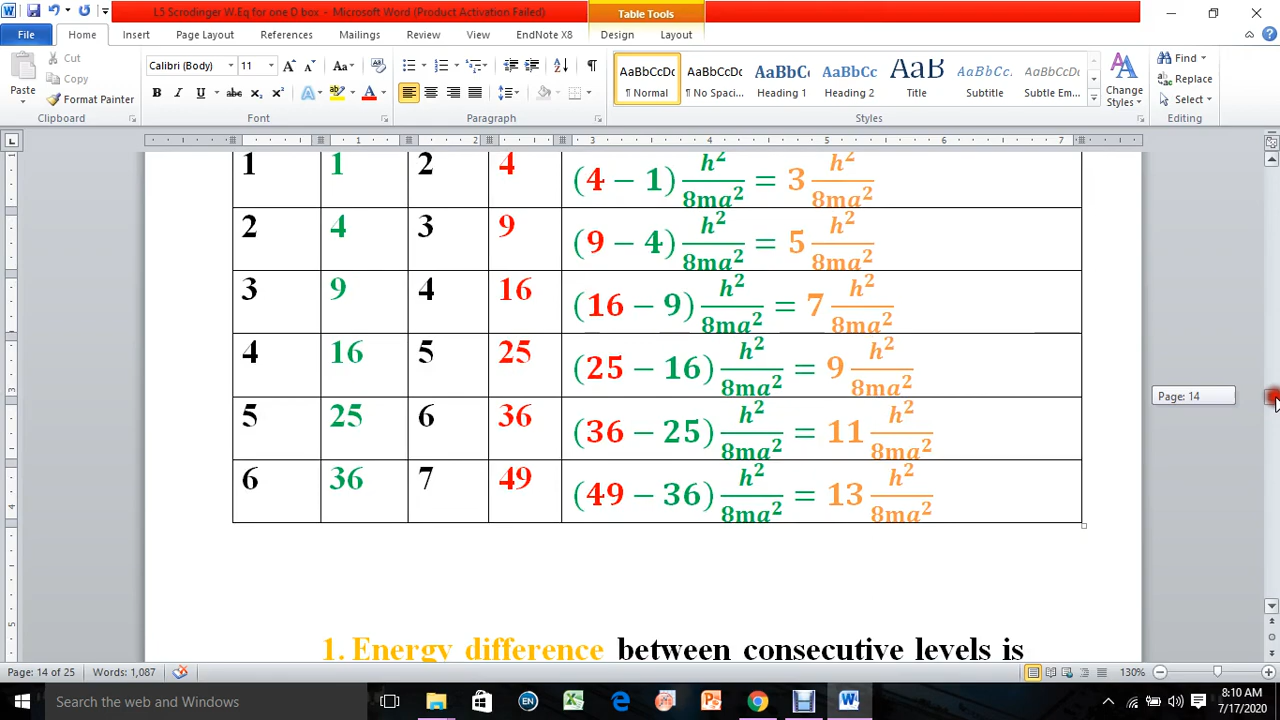 L5 Scrodinger W.Eq for one D box - Microsoft Word (Product Activation Failed)
Table Tools
File Home Insert Page Layout References Mailings Review View EndNote X8 Design Layout
Paste
Cut
Copy
Format Painter
Clipboard
Calibri (Body) 11
Font
Paragraph
AaBbCcDc AaBbCcDc AaBbCc AaBbCc AaB AaBbCcI AaBbCcDc
¶ Normal ¶ No Spaci... Heading 1 Heading 2 Title Subtitle Subtle Em...
Styles
Change Styles
Find
Replace
Select
Editing
1 2 3 4 5 6 7
1 1 2 4 (4 − 1) h²/8ma² = 3 h²/8ma²
2 4 3 9 (9 − 4) h²/8ma² = 5 h²/8ma²
3 9 4 16 (16 − 9) h²/8ma² = 7 h²/8ma²
4 16 5 25 (25 − 16) h²/8ma² = 9 h²/8ma²
5 25 6 36 (36 − 25) h²/8ma² = 11 h²/8ma²
6 36 7 49 (49 − 36) h²/8ma² = 13 h²/8ma²
Page: 14
1. Energy difference between consecutive levels is
Page: 14 of 25 Words: 1,087 130%
Search the web and Windows
8:10 AM
7/17/2020